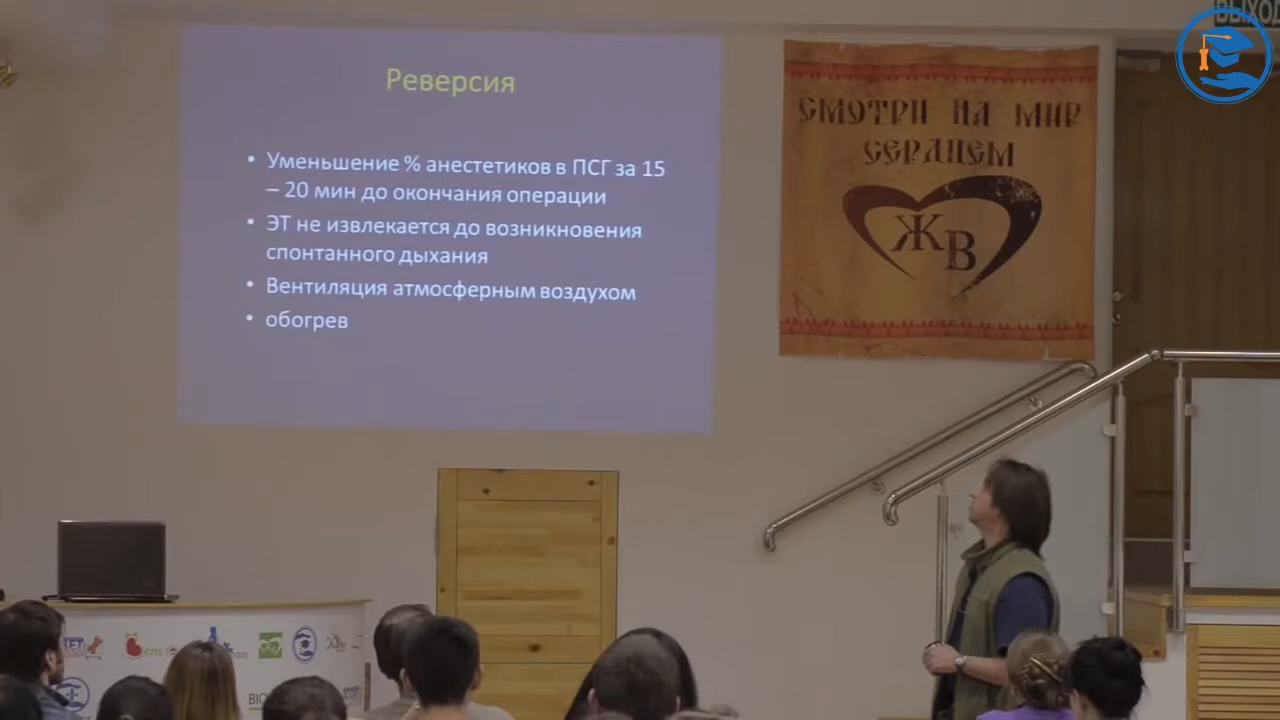 Реверсия
• Уменьшение % анестетиков в ПСГ за 15
– 20 мин до окончания операции
• ЭТ не извлекается до возникновения
спонтанного дыхания
• Вентиляция атмосферным воздухом
• обогрев
СМОТРИ НА МИР
СЕРДЦЕМ
ЖВ
ВЫХОД